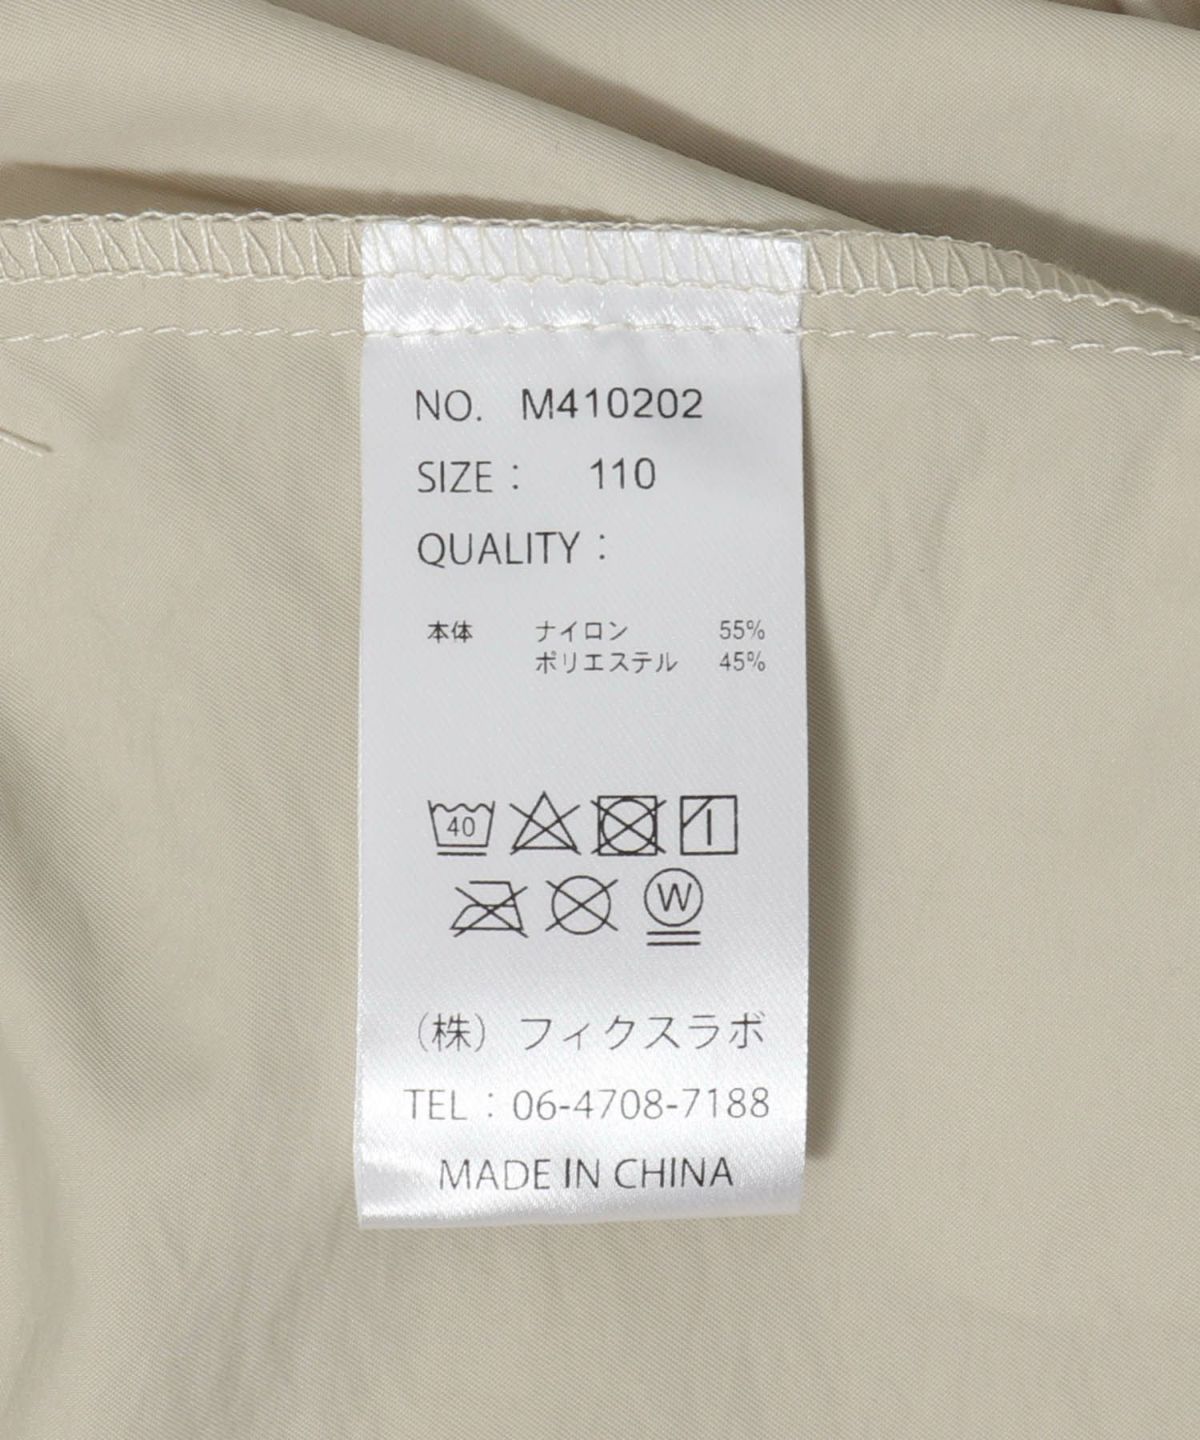 NO. M410202
SIZE : 110
QUALITY :
本体 ナイロン 55%
ポリエステル 45%
40
W
（株）フィクスラボ
TEL : 06-4708-7188
MADE IN CHINA